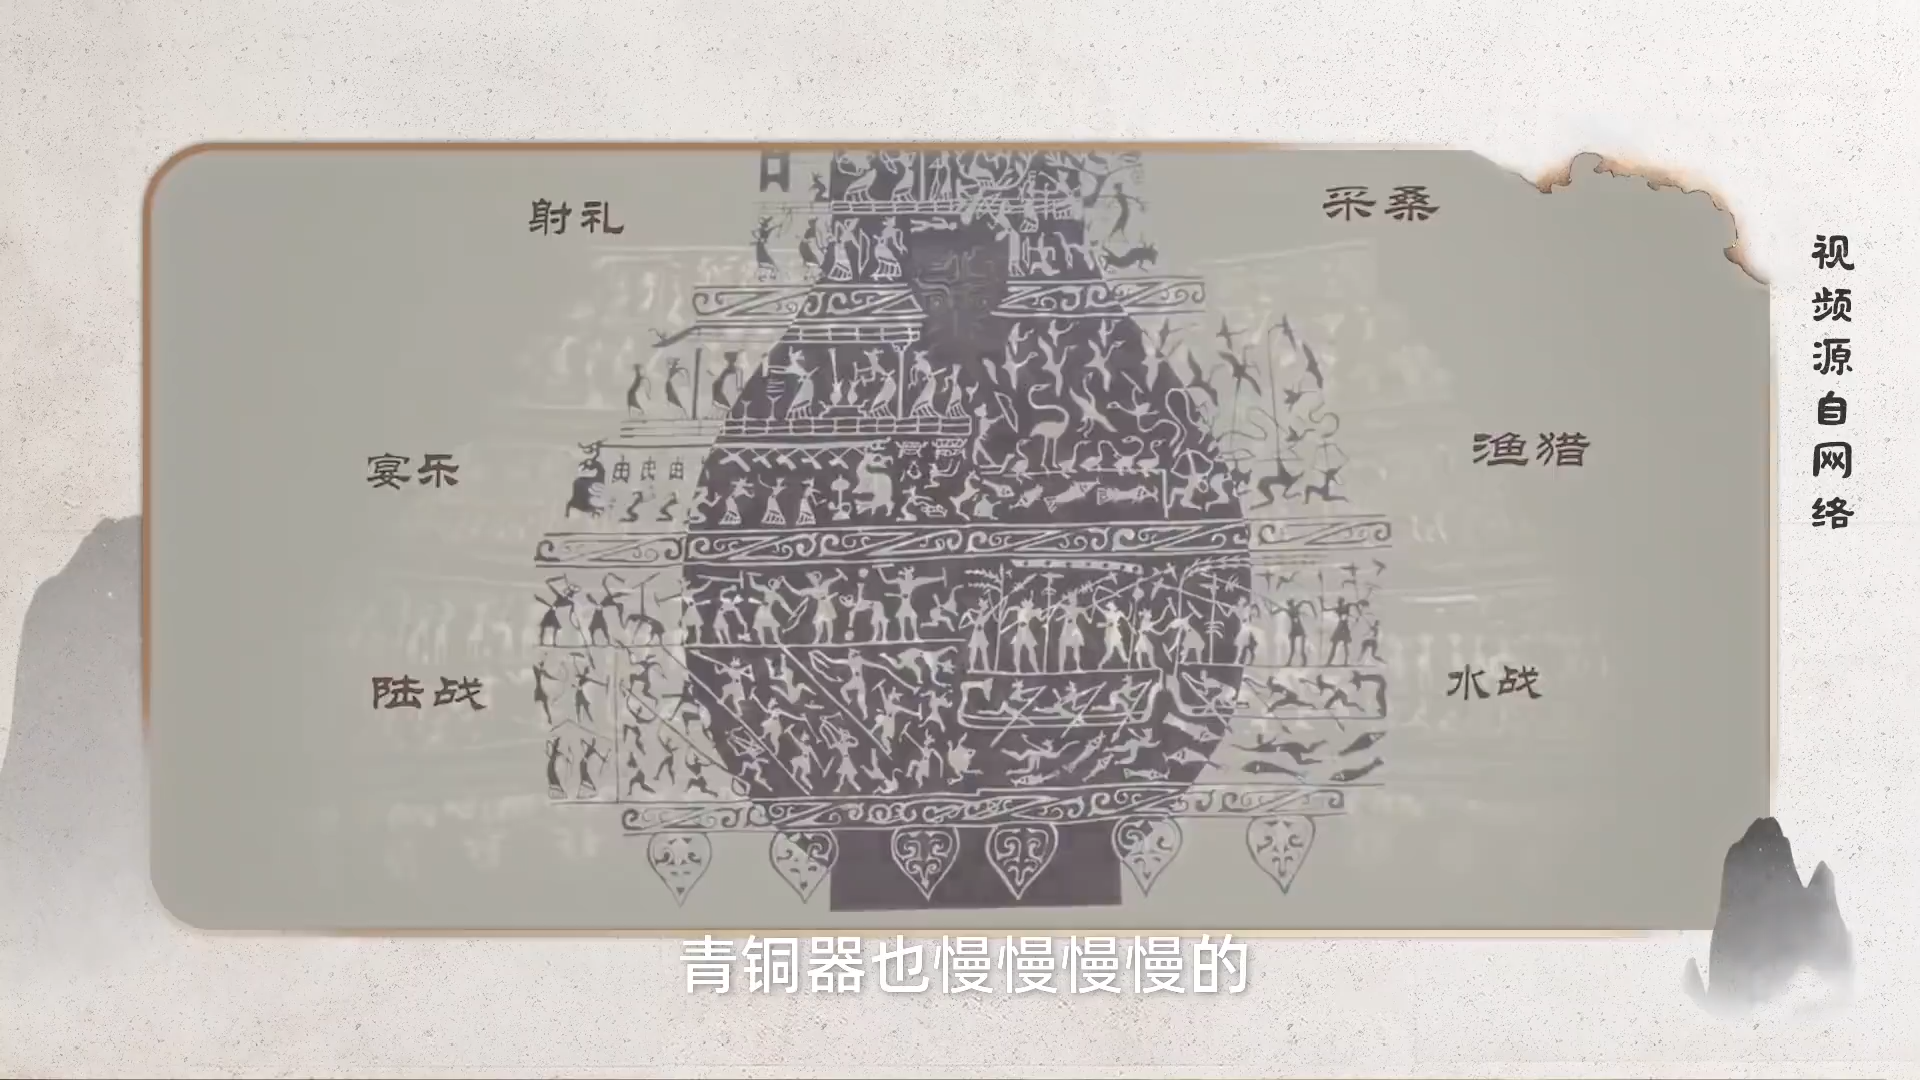 射礼
采桑
宴乐
渔猎
陆战
水战
视频源自网络
青铜器也慢慢慢慢的